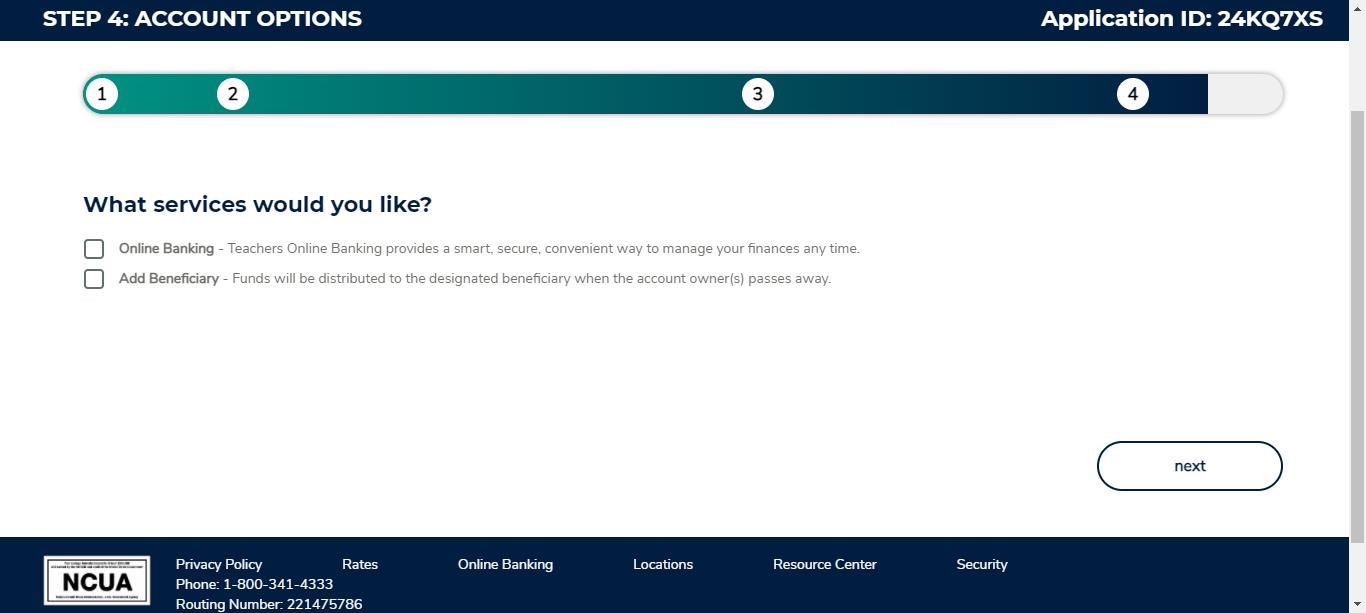 STEP 4: ACCOUNT OPTIONS
Application ID: 24KQ7XS
1 2 3 4
What services would you like?
Online Banking - Teachers Online Banking provides a smart, secure, convenient way to manage your finances any time.
Add Beneficiary - Funds will be distributed to the designated beneficiary when the account owner(s) passes away.
next
NCUA
Privacy Policy Rates Online Banking Locations Resource Center Security
Phone: 1-800-341-4333
Routing Number: 221475786